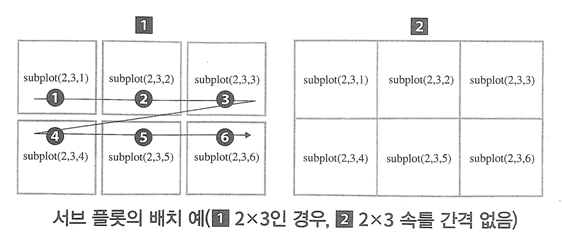 1 2
subplot(2,3,1) subplot(2,3,2) subplot(2,3,3) subplot(2,3,1) subplot(2,3,2) subplot(2,3,3)
1 2 3
4 5 6
subplot(2,3,4) subplot(2,3,5) subplot(2,3,6) subplot(2,3,4) subplot(2,3,5) subplot(2,3,6)
서브 플롯의 배치 예(1 2×3인 경우, 2 2×3 속틀 간격 없음)